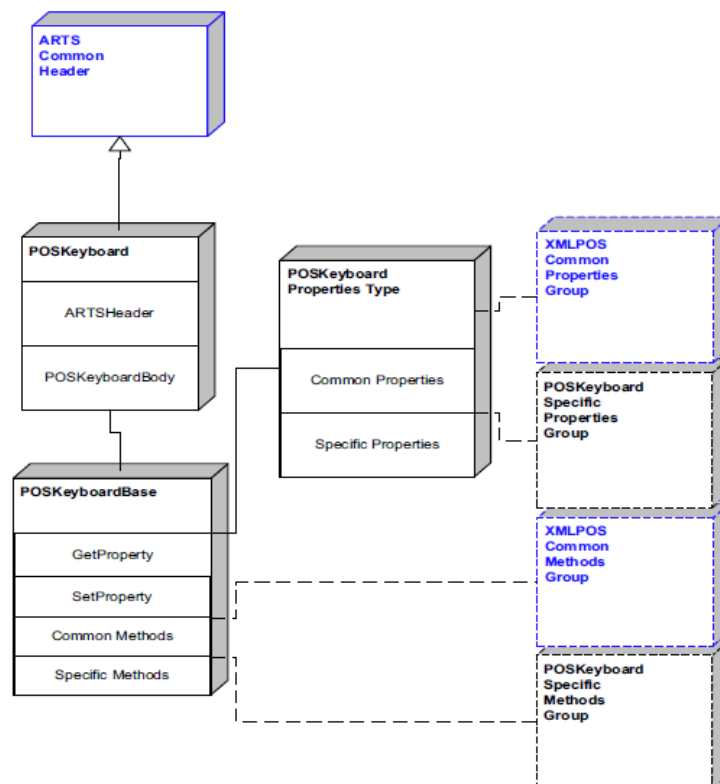 ARTS
Common
Header
POSKeyboard
ARTSHeader
POSKeyboardBody
POSKeyboardBase
GetProperty
SetProperty
Common Methods
Specific Methods
POSKeyboard
Properties Type
Common Properties
Specific Properties
XMLPOS
Common
Properties
Group
POSKeyboard
Specific
Properties
Group
XMLPOS
Common
Methods
Group
POSKeyboard
Specific
Methods
Group